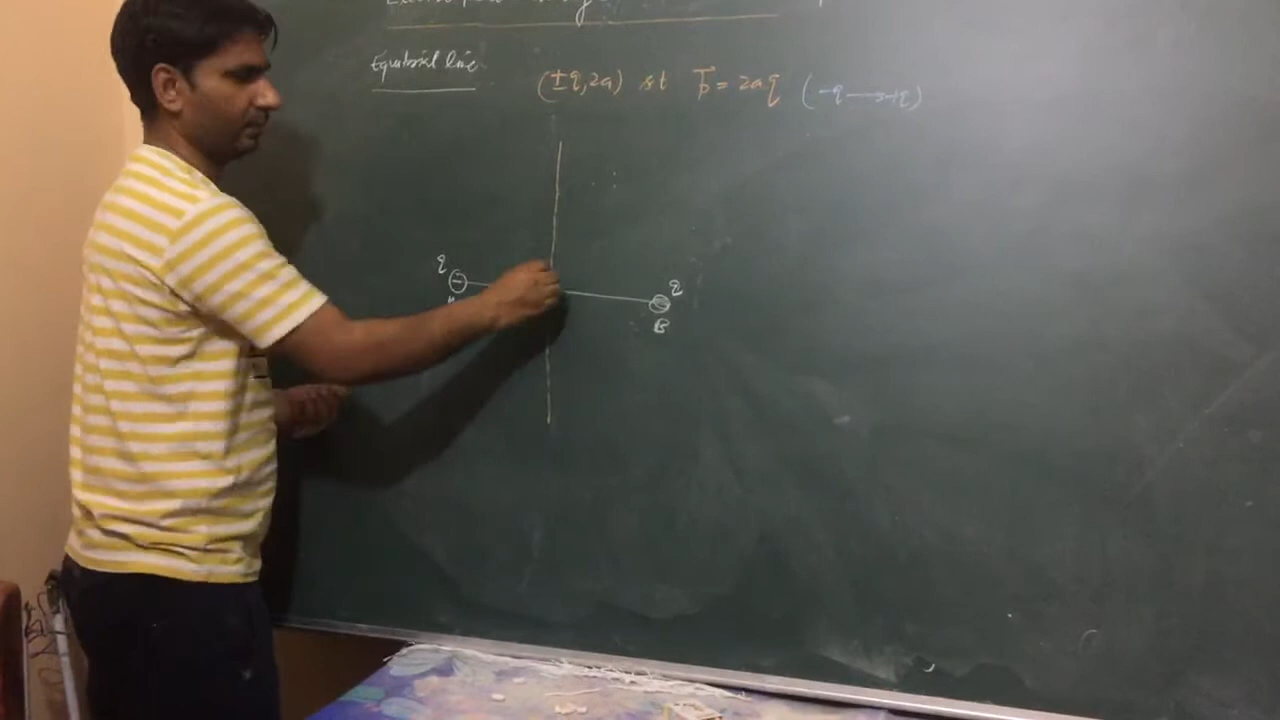 Equatorial line
(±q, 2a) st p⃗ = 2aq (-q → +q)
q
q
B